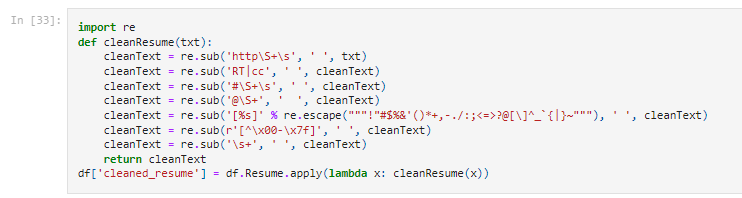 In [33]:
import re
def cleanResume(txt):
    cleanText = re.sub('http\S+\s', ' ', txt)
    cleanText = re.sub('RT|cc', ' ', cleanText)
    cleanText = re.sub('#\S+\s', ' ', cleanText)
    cleanText = re.sub('@\S+', '  ', cleanText)
    cleanText = re.sub('[%s]' % re.escape("""!"#$%&'()*+,-./:;<=>?@[\]^_`{|}~"""), ' ', cleanText)
    cleanText = re.sub(r'[^\x00-\x7f]', ' ', cleanText)
    cleanText = re.sub('\s+', ' ', cleanText)
    return cleanText
df['cleaned_resume'] = df.Resume.apply(lambda x: cleanResume(x))